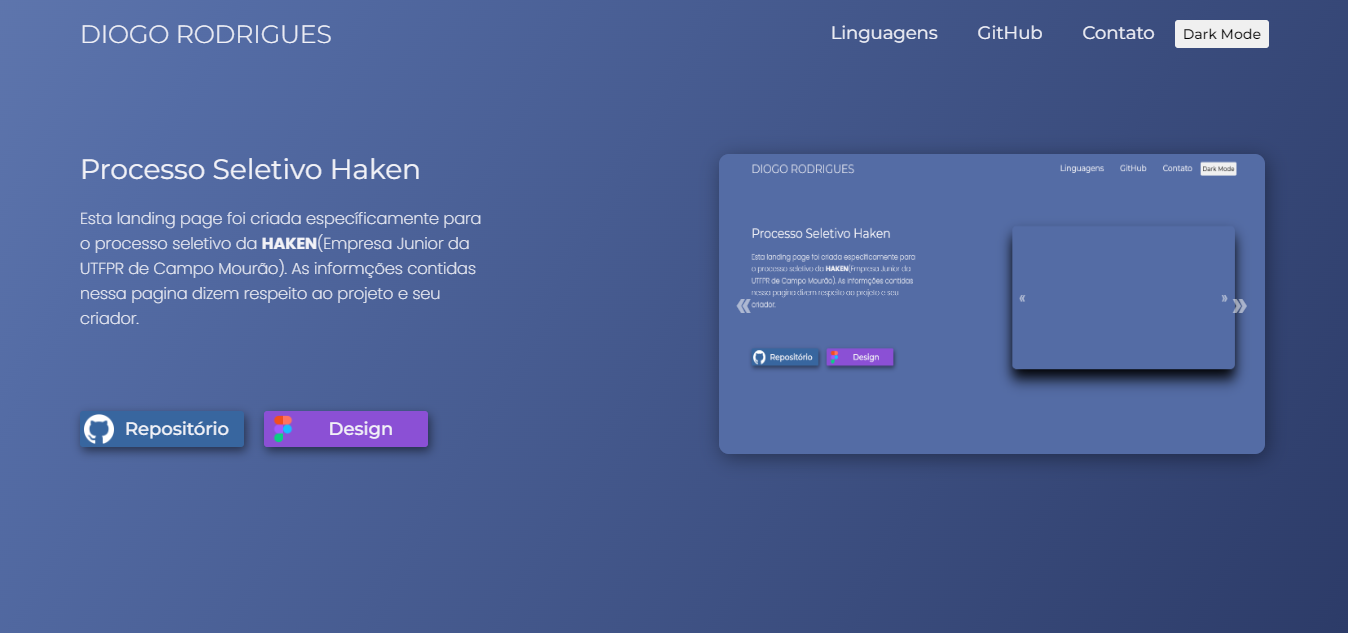 DIOGO RODRIGUES
Linguagens
GitHub
Contato
Dark Mode
Processo Seletivo Haken
Esta landing page foi criada específicamente para
o processo seletivo da HAKEN(Empresa Junior da
UTFPR de Campo Mourão). As informções contidas
nessa pagina dizem respeito ao projeto e seu
criador.
Repositório
Design
DIOGO RODRIGUES
Linguagens
GitHub
Contato
Dark Mode
Processo Seletivo Haken
Esta landing page foi criada específicamente para
o processo seletivo da HAKEN(Empresa Junior da
UTFPR de Campo Mourão). As informções contidas
nessa pagina dizem respeito ao projeto e seu
criador.
«
»
«
»
Repositório
Design